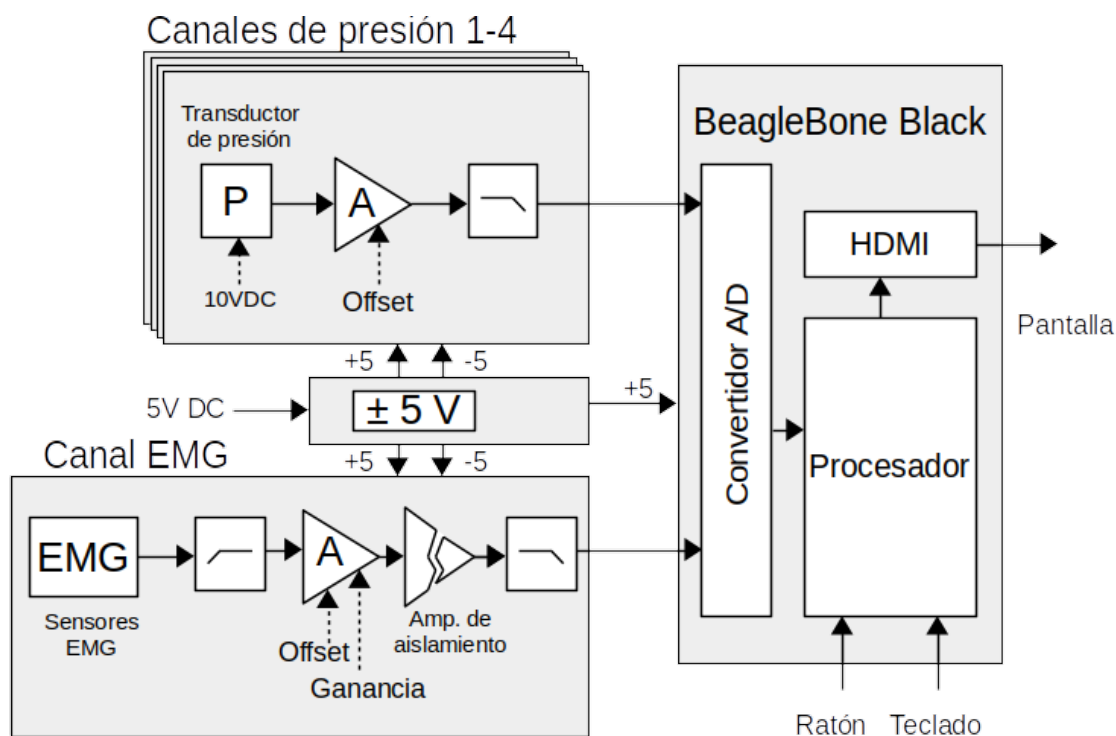 Canales de presión 1-4
Transductor
de presión
P
A
10VDC
Offset
+5
-5
5V DC
± 5 V
+5
+5
-5
Canal EMG
EMG
Sensores
EMG
A
Offset
Ganancia
Amp. de
aislamiento
BeagleBone Black
Convertidor A/D
HDMI
Procesador
Pantalla
Ratón
Teclado